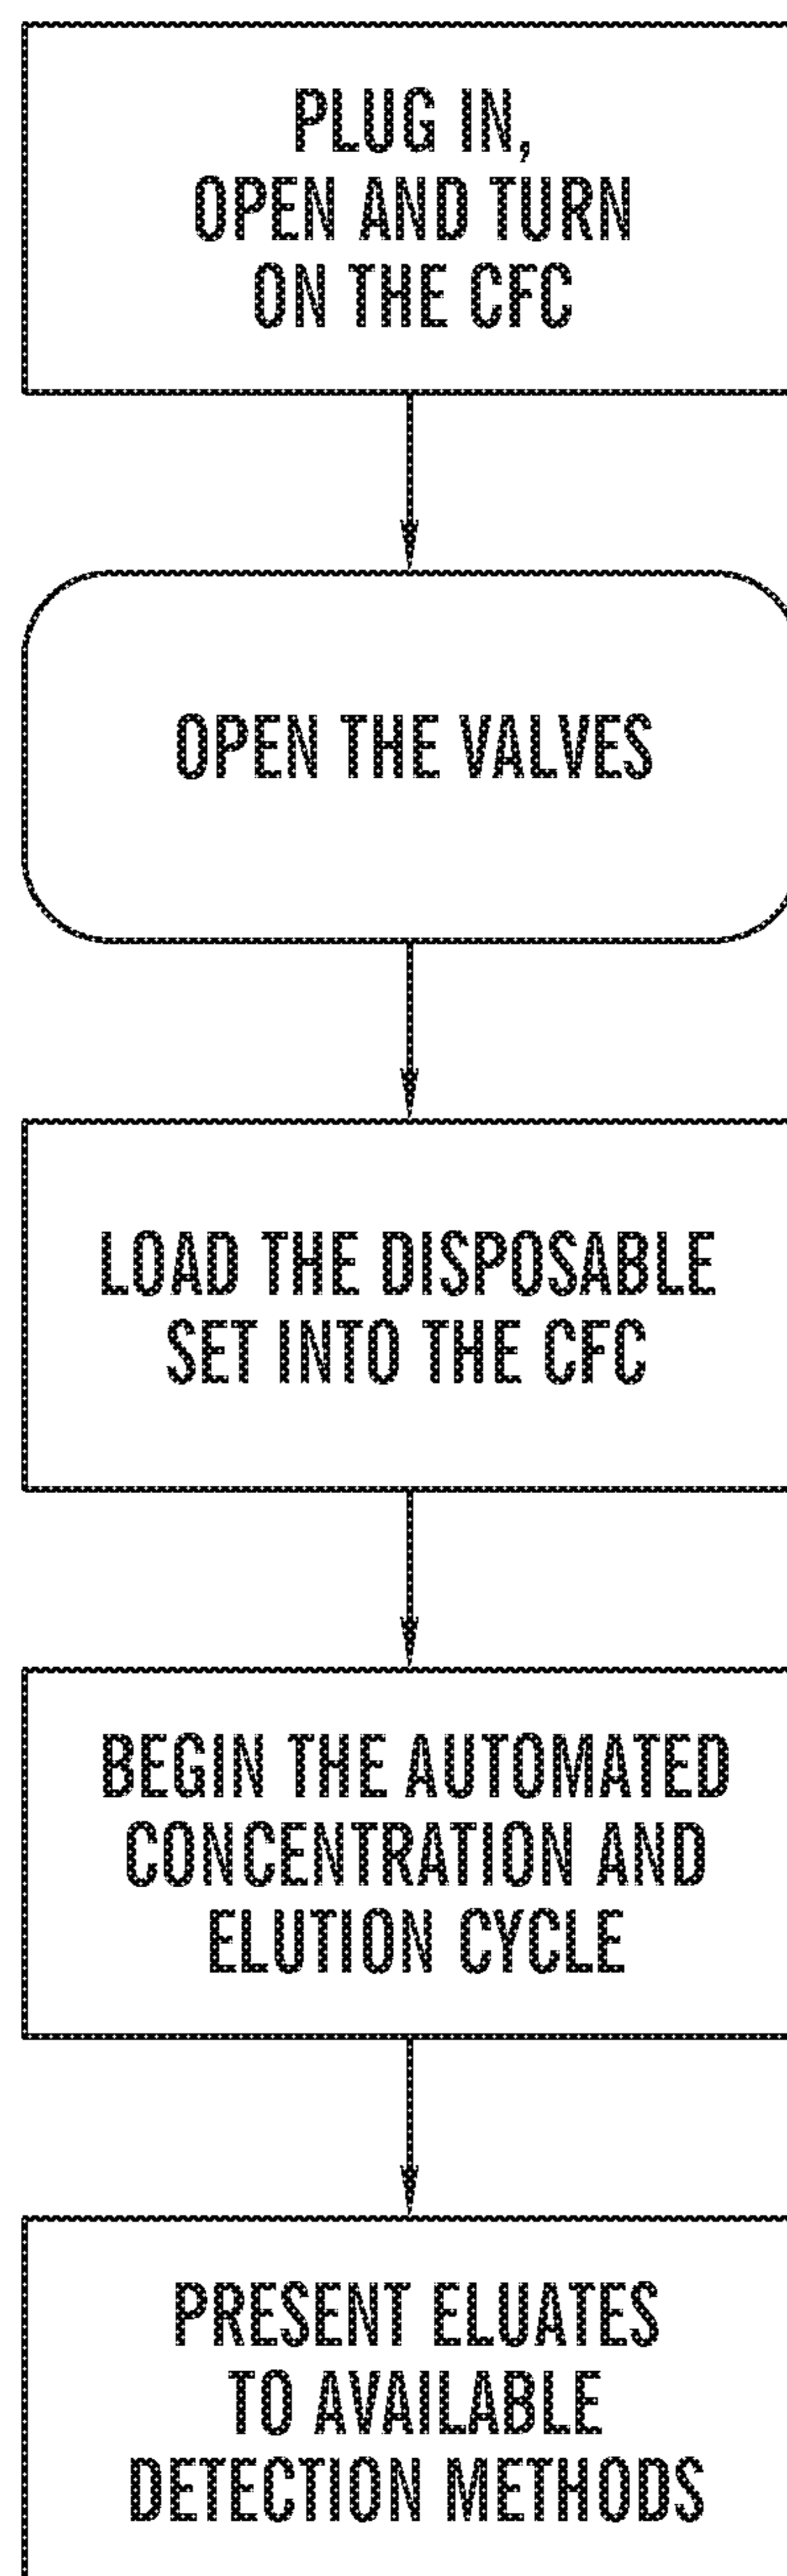 PLUG IN,
OPEN AND TURN
ON THE CFC
OPEN THE VALVES
LOAD THE DISPOSABLE
SET INTO THE CFC
BEGIN THE AUTOMATED
CONCENTRATION AND
ELUTION CYCLE
PRESENT ELUATES
TO AVAILABLE
DETECTION METHODS